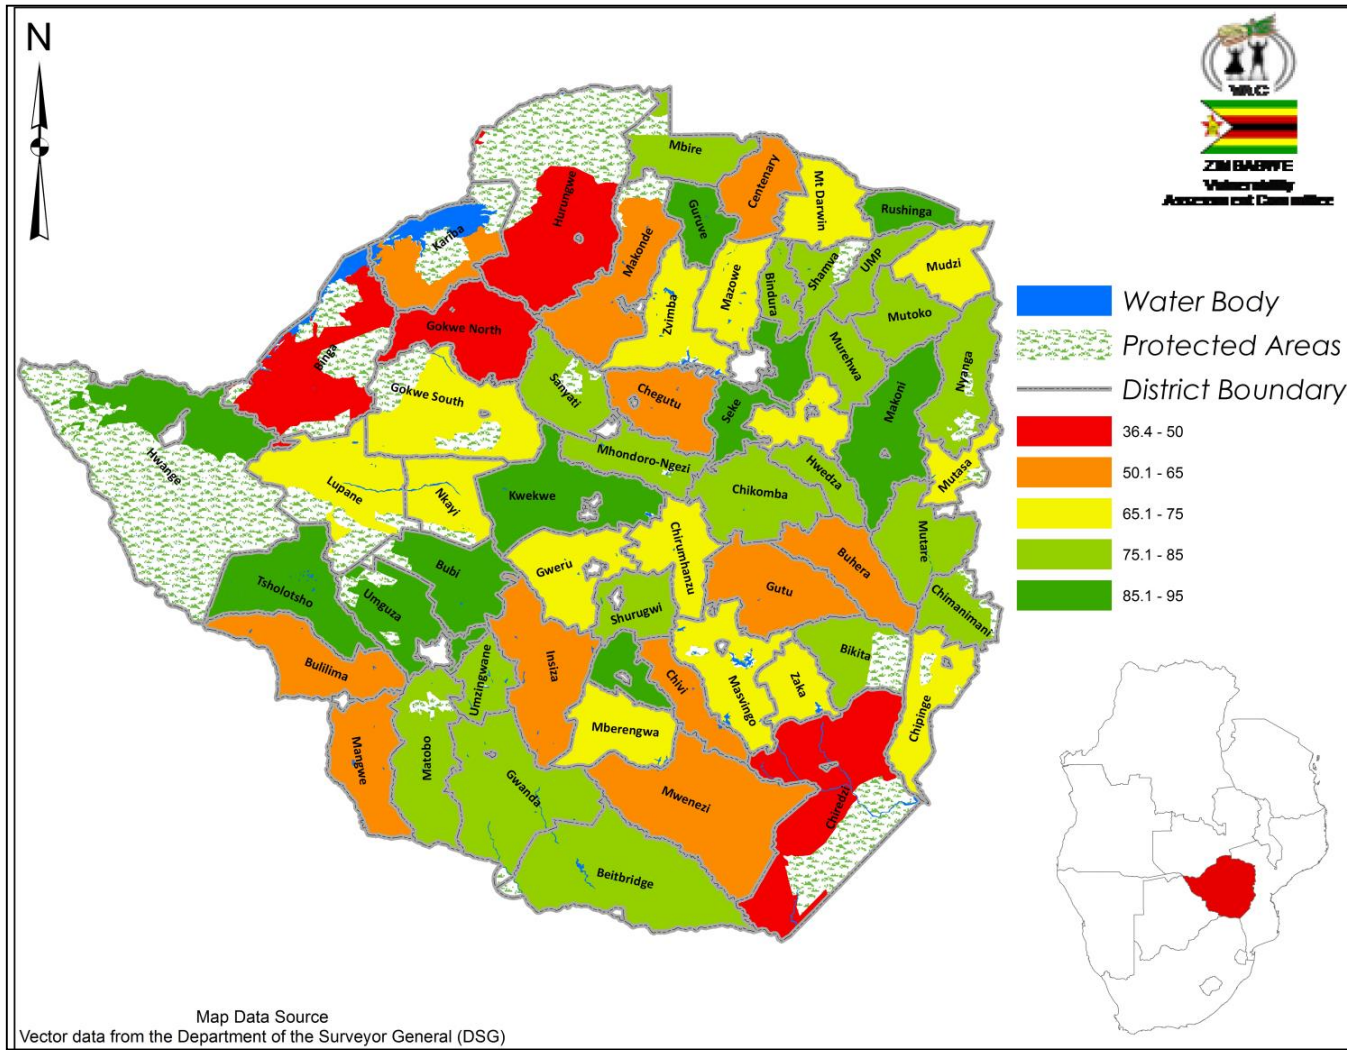 N
VAC
ZIMBABWE
Vulnerability
Assessment Committee
Mbire
Centenary
Mt Darwin
Rushinga
Hurungwe
Guruve
Kariba
Makonde
Mazowe
Bindura
Shamva
UMP
Mudzi
Zvimba
Mutoko
Gokwe North
Murehwa
Binga
Nyanga
Sanyati
Gokwe South
Chegutu
Seke
Makoni
Hwange
Mhondoro-Ngezi
Hwedza
Mutasa
Lupane
Nkayi
Kwekwe
Chikomba
Chirumhanzu
Mutare
Buhera
Gweru
Bubi
Tsholotsho
Umguza
Gutu
Chimanimani
Shurugwi
Bikita
Bulilima
Umzingwane
Insiza
Chivi
Masvingo
Zaka
Chipinge
Mberengwa
Mangwe
Matobo
Gwanda
Mwenezi
Chiredzi
Beitbridge
Water Body
Protected Areas
District Boundary
36.4 - 50
50.1 - 65
65.1 - 75
75.1 - 85
85.1 - 95
Map Data Source
Vector data from the Department of the Surveyor General (DSG)